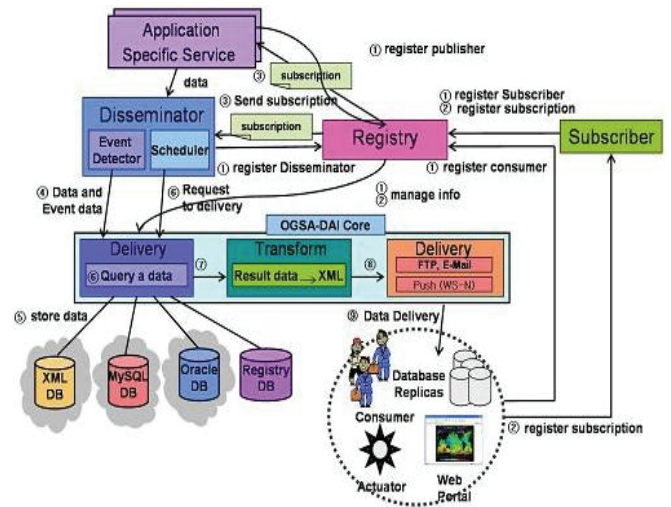 Application
Specific Service
① register publisher
③
subscription
data
③ Send subscription
① register Subscriber
② register subscription
Disseminator
subscription
Registry
Subscriber
Event
Detector
Scheduler
① register Disseminator
① register consumer
④ Data and
Event data
⑥ Request
to delivery
①
② manage info
OGSA-DAI Core
Delivery
⑥ Query a data
⑦
Transform
Result data → XML
⑧
Delivery
FTP, E-Mail
Push (WS-N)
⑤ store data
⑨ Data Delivery
XML
DB
MySQL
DB
Oracle
DB
Registry
DB
Database
Replicas
Consumer
② register subscription
Actuator
Web
Portal